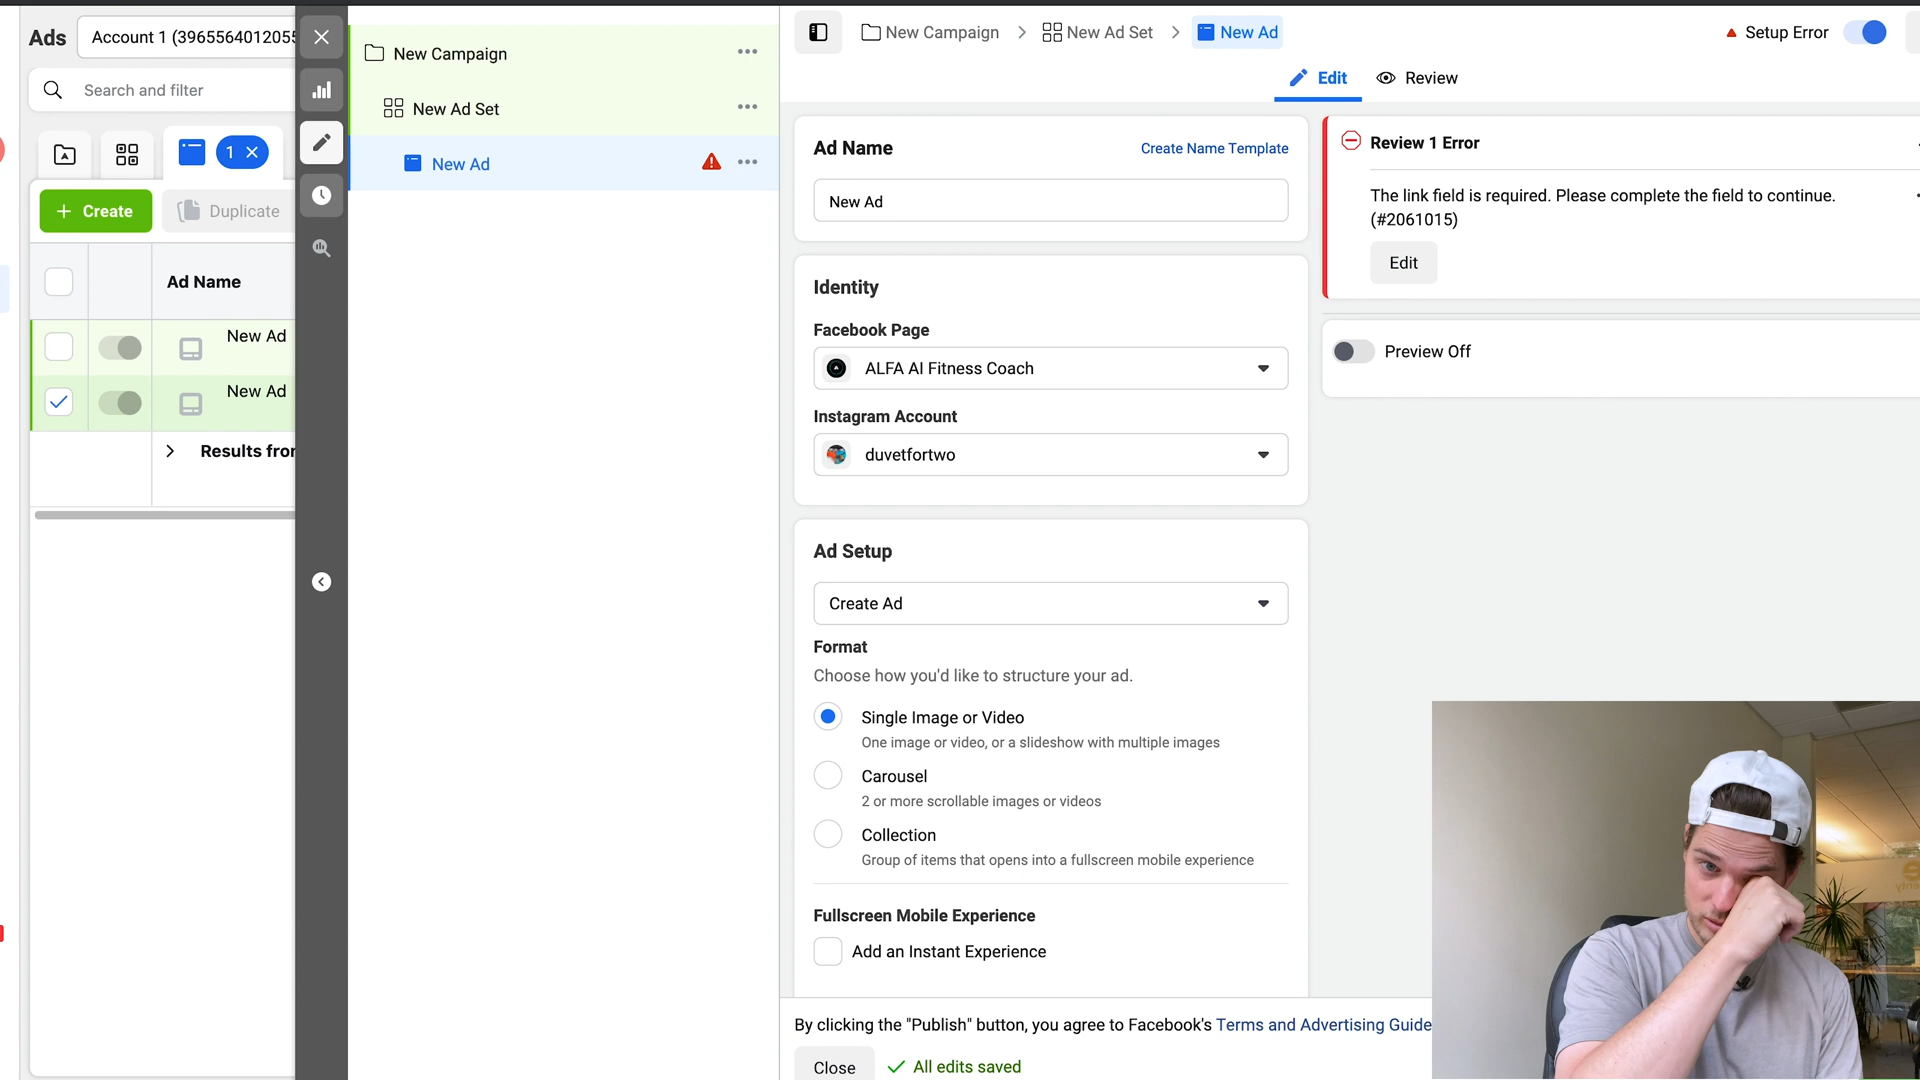 Ads
Account 1 (3965564012055
Search and filter
1
Create
Duplicate
Ad Name
New Ad
New Ad
Results from
New Campaign
New Ad Set
New Ad
New Campaign
New Ad Set
New Ad
Setup Error
Edit
Review
Ad Name
Create Name Template
New Ad
Identity
Facebook Page
ALFA AI Fitness Coach
Instagram Account
duvetfortwo
Ad Setup
Create Ad
Format
Choose how you'd like to structure your ad.
Single Image or Video
One image or video, or a slideshow with multiple images
Carousel
2 or more scrollable images or videos
Collection
Group of items that opens into a fullscreen mobile experience
Fullscreen Mobile Experience
Add an Instant Experience
By clicking the "Publish" button, you agree to Facebook's Terms and Advertising Guide
Close
All edits saved
Review 1 Error
The link field is required. Please complete the field to continue.
(#2061015)
Edit
Preview Off